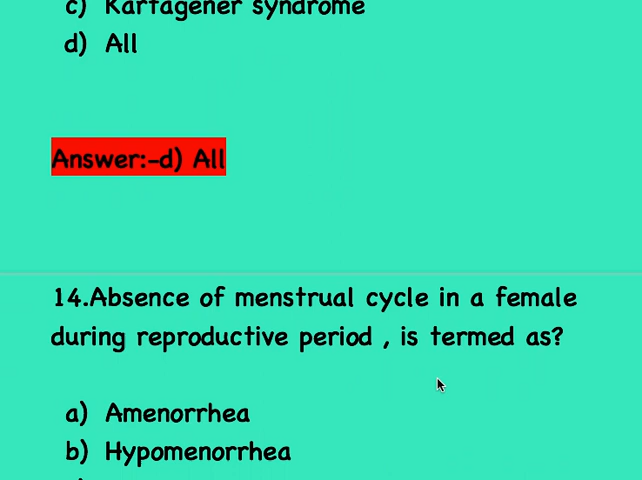 c) Kartagener syndrome
d) All
Answer:-d) All
14.Absence of menstrual cycle in a female
during reproductive period , is termed as?
a) Amenorrhea
b) Hypomenorrhea